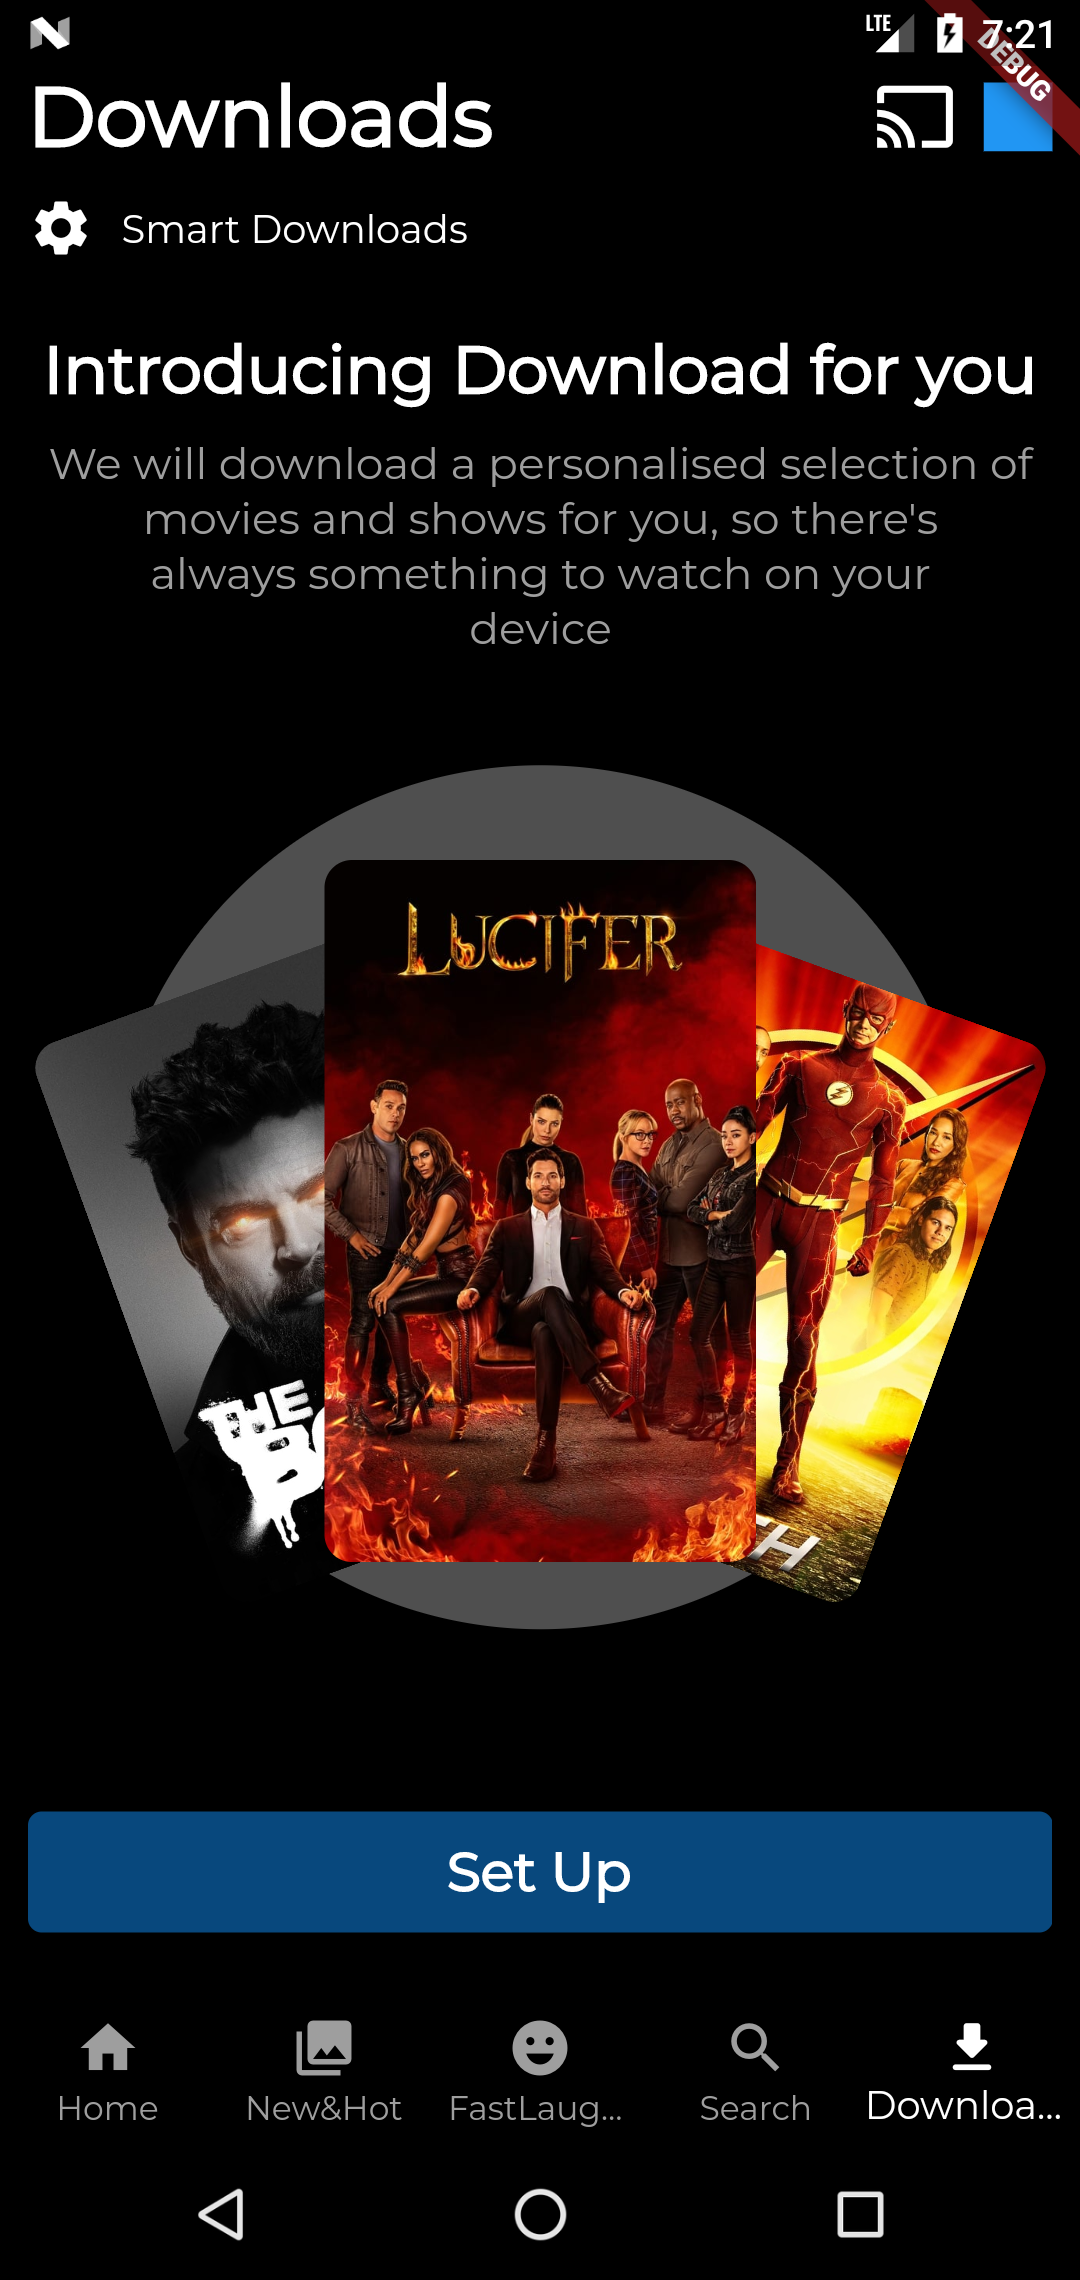 LTE 7:21
DEBUG
Downloads
Smart Downloads
Introducing Download for you
We will download a personalised selection of
movies and shows for you, so there's
always something to watch on your
device
LUCIFER
THE
Set Up
Home New&Hot FastLaug... Search Downloa...